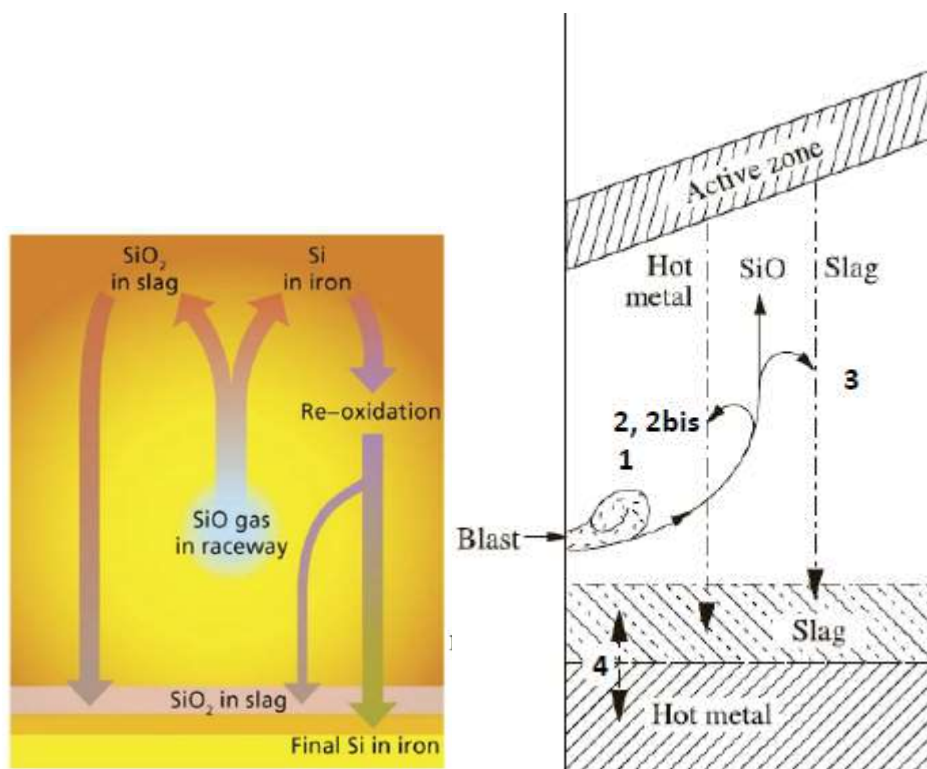 SiO2
in slag
Si
in iron
Re-oxidation
SiO gas
in raceway
SiO2 in slag
Final Si in iron
Active zone
Hot
metal
SiO
Slag
3
2, 2bis
1
Blast
Slag
4
Hot metal